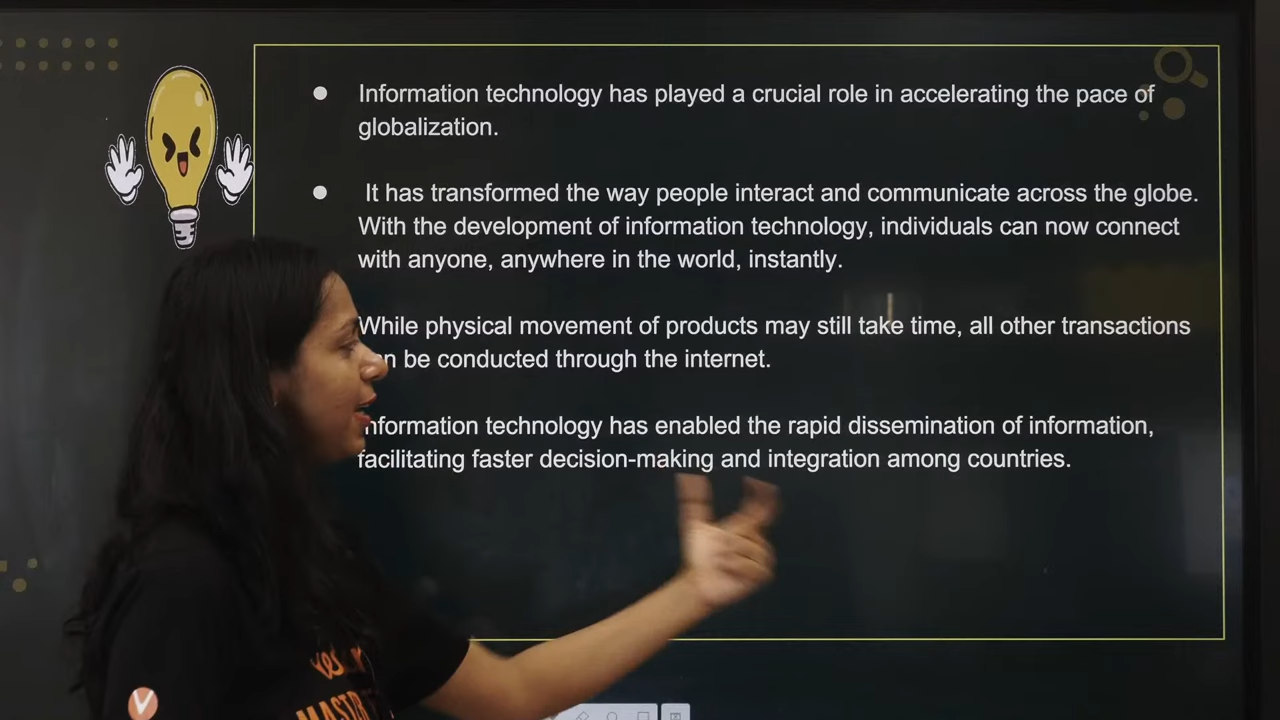 ● Information technology has played a crucial role in accelerating the pace of
globalization.
● It has transformed the way people interact and communicate across the globe.
With the development of information technology, individuals can now connect
with anyone, anywhere in the world, instantly.
While physical movement of products may still take time, all other transactions
be conducted through the internet.
technology has enabled the rapid dissemination of information,
facilitating faster decision-making and integration among countries.
V